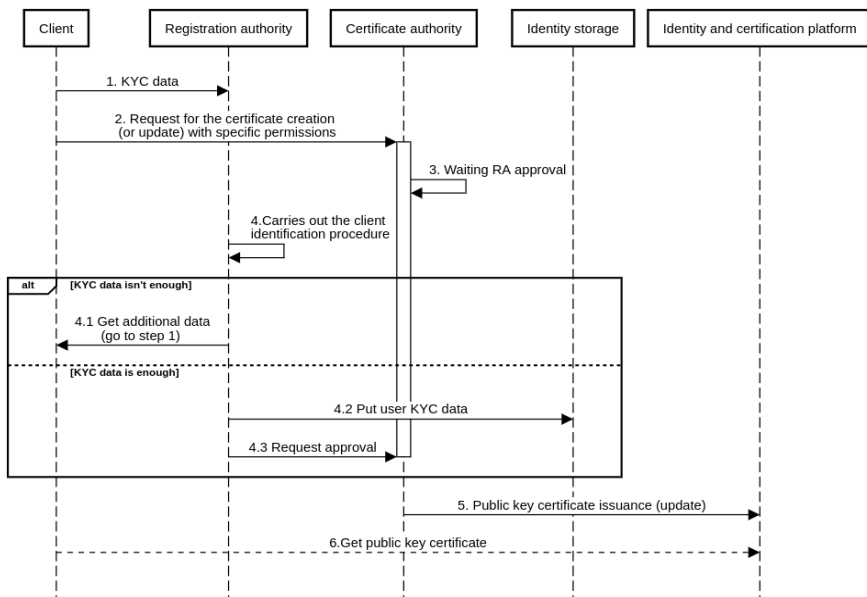 Client
Registration authority
Certificate authority
Identity storage
Identity and certification platform
1. KYC data
2. Request for the certificate creation
(or update) with specific permissions
3. Waiting RA approval
4.Carries out the client
identification procedure
alt
[KYC data isn't enough]
4.1 Get additional data
(go to step 1)
[KYC data is enough]
4.2 Put user KYC data
4.3 Request approval
5. Public key certificate issuance (update)
6.Get public key certificate